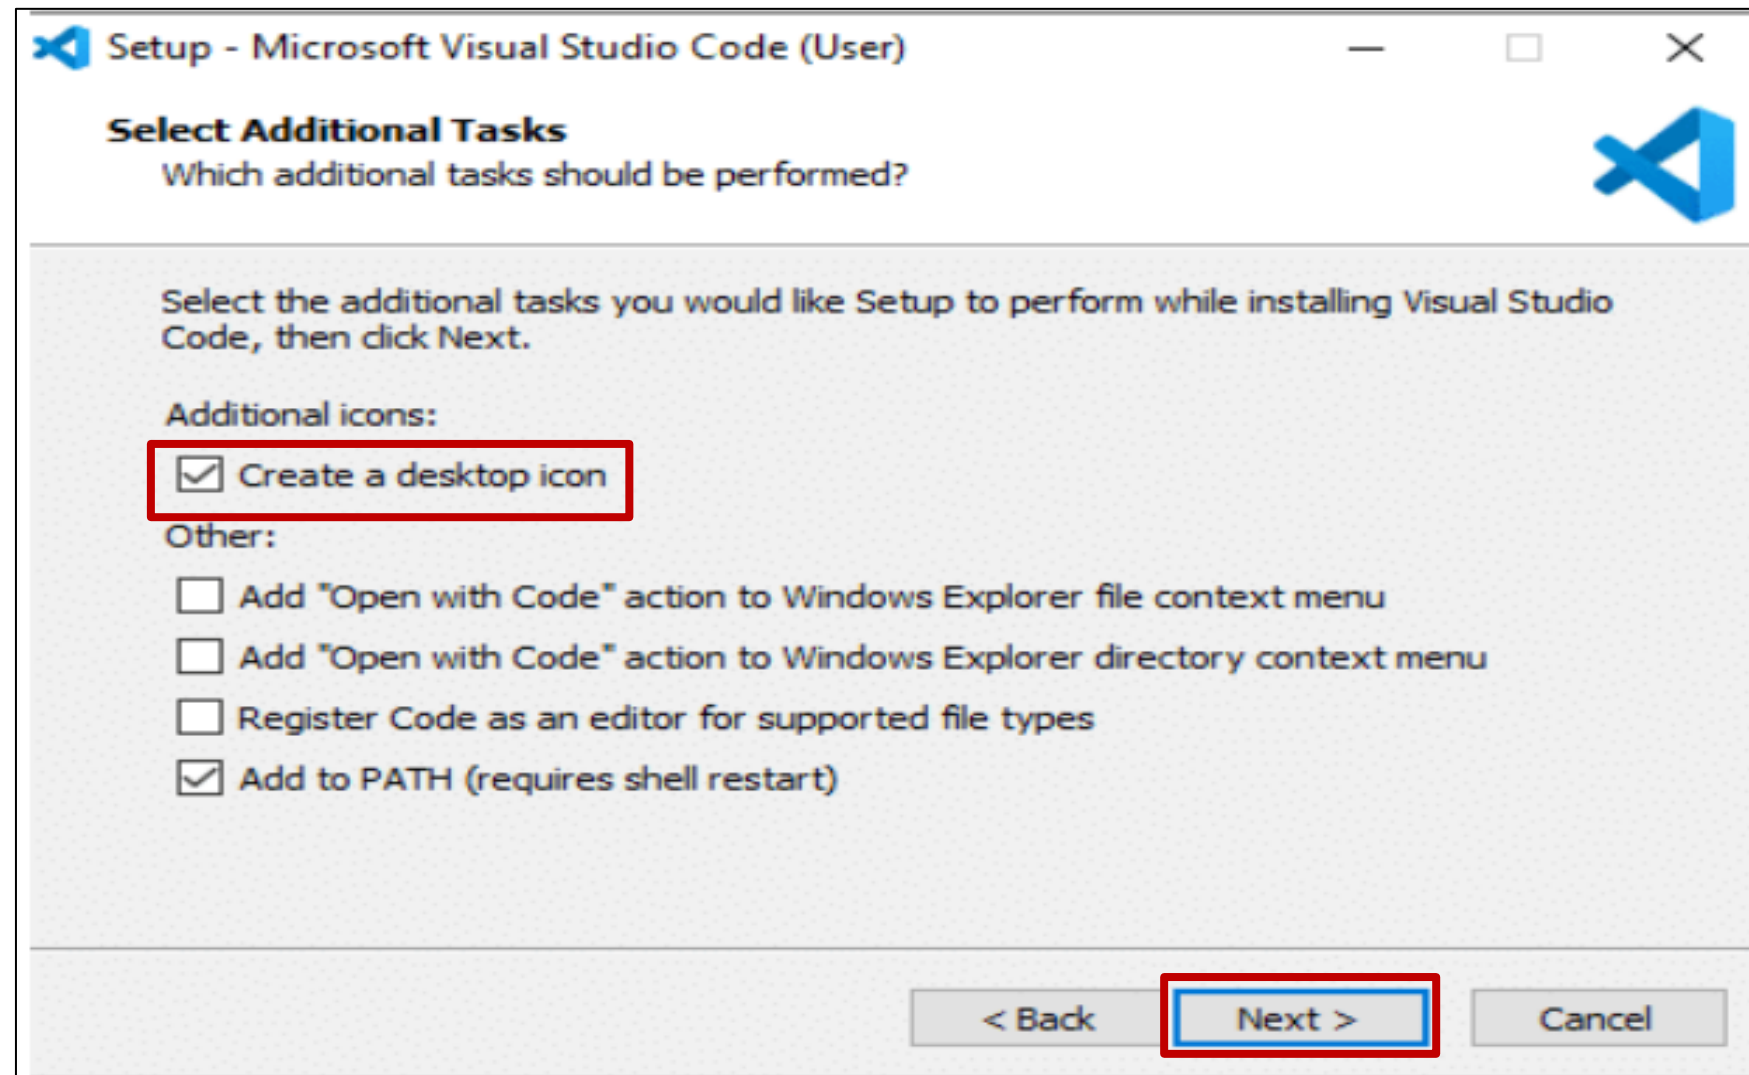 Setup - Microsoft Visual Studio Code (User)
Select Additional Tasks
Which additional tasks should be performed?
Select the additional tasks you would like Setup to perform while installing Visual Studio
Code, then click Next.
Additional icons:
Create a desktop icon
Other:
Add "Open with Code" action to Windows Explorer file context menu
Add "Open with Code" action to Windows Explorer directory context menu
Register Code as an editor for supported file types
Add to PATH (requires shell restart)
< Back Next > Cancel